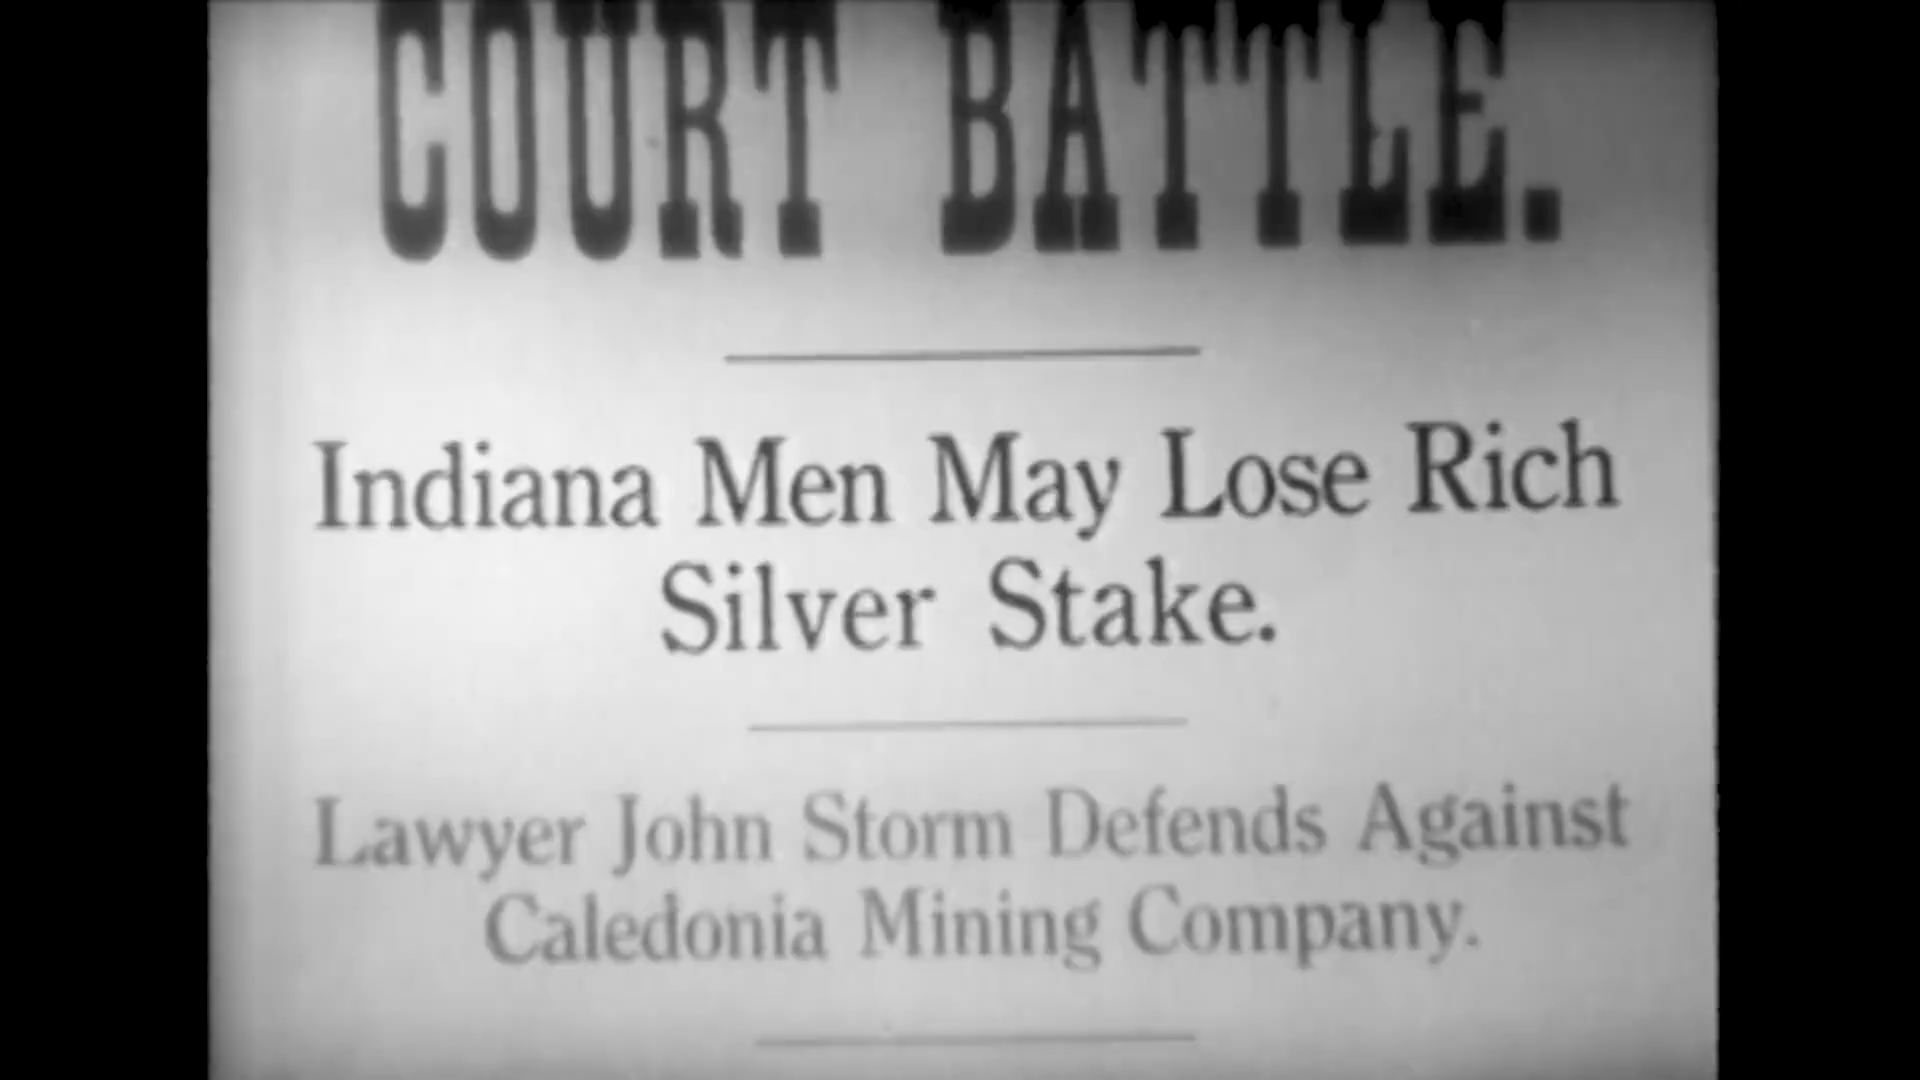 COURT BATTLE.
Indiana Men May Lose Rich
Silver Stake.
Lawyer John Storm Defends Against
Caledonia Mining Company.